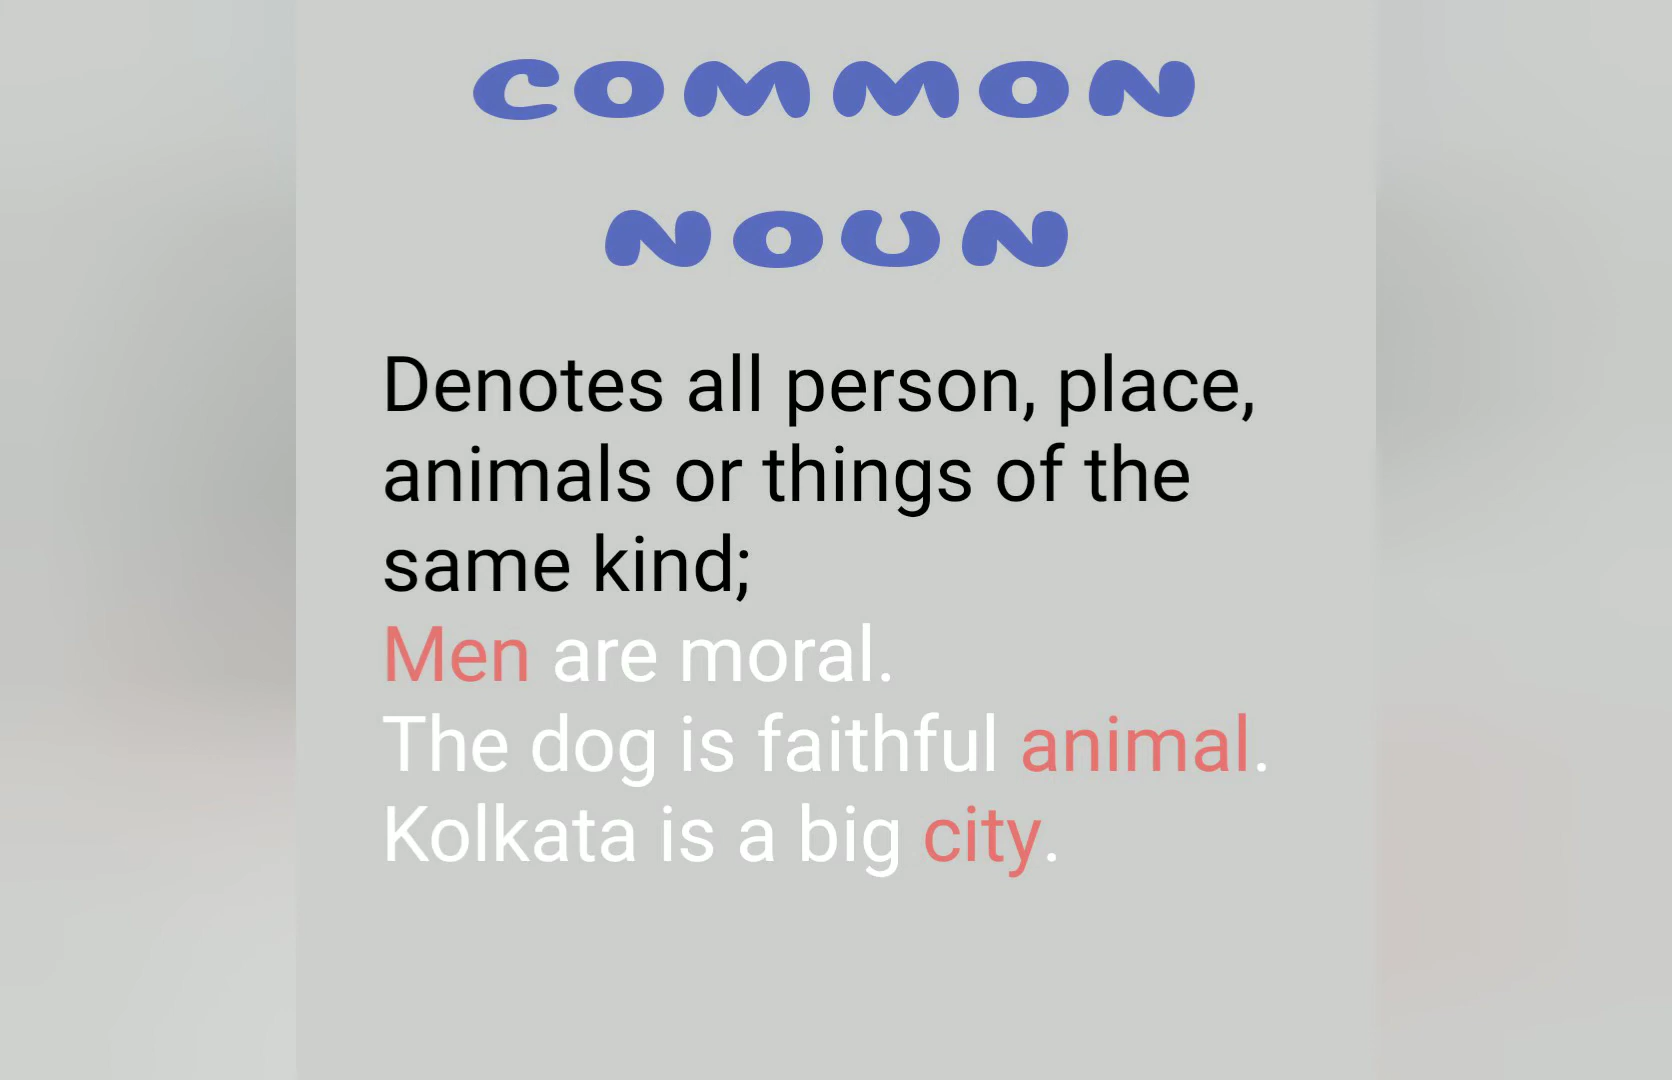 COMMON
NOUN
Denotes all person, place,
animals or things of the
same kind;
Men are moral.
The dog is faithful animal.
Kolkata is a big city.